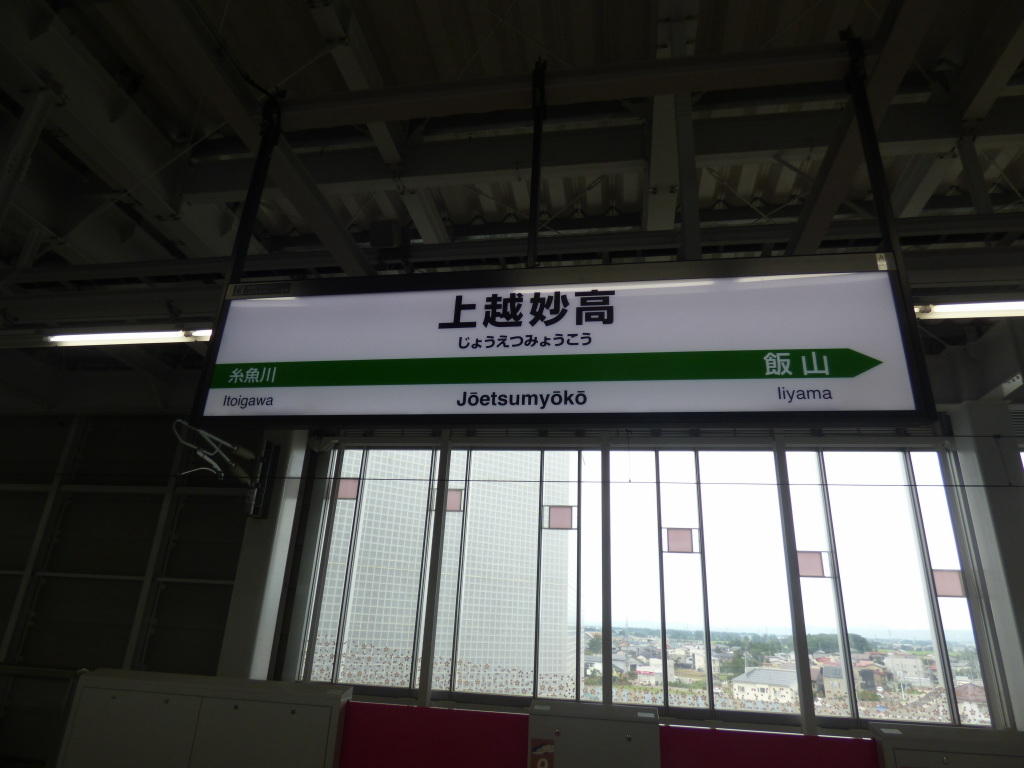 上越妙高
じょうえつみょうこう
糸魚川 飯山
Itoigawa Jōetsumyōkō Iiyama
9